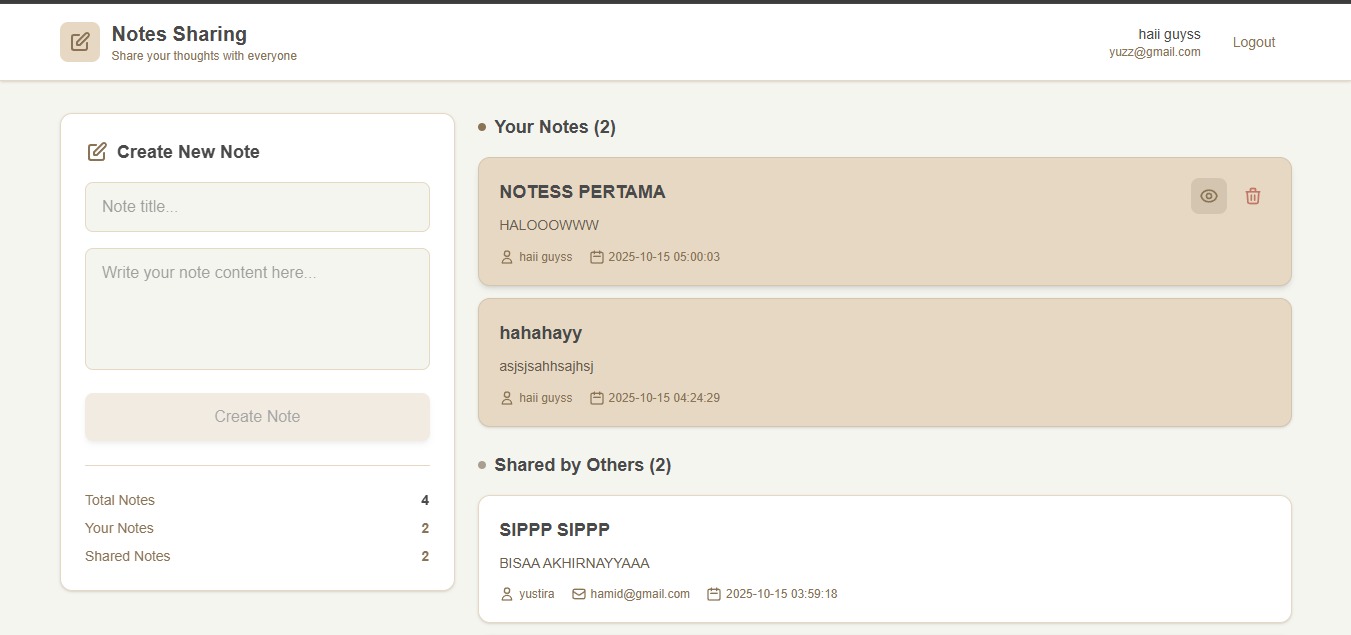 Notes Sharing
Share your thoughts with everyone
haii guyss
yuzz@gmail.com
Logout
Create New Note
Note title...
Write your note content here...
Create Note
Total Notes 4
Your Notes 2
Shared Notes 2
Your Notes (2)
NOTESS PERTAMA
HALOOOWWW
haii guyss 2025-10-15 05:00:03
hahahayy
asjsjsahhsajhsj
haii guyss 2025-10-15 04:24:29
Shared by Others (2)
SIPPP SIPPP
BISAA AKHIRNAYYAAA
yustira hamid@gmail.com 2025-10-15 03:59:18